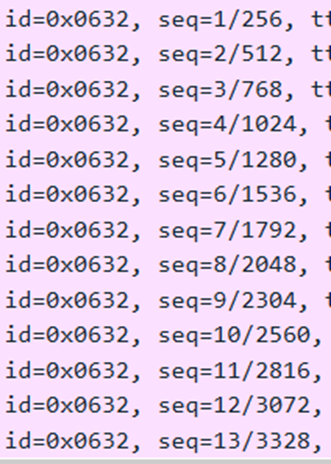 id=0x0632, seq=1/256, tt
id=0x0632, seq=2/512, tt
id=0x0632, seq=3/768, tt
id=0x0632, seq=4/1024, t
id=0x0632, seq=5/1280, t
id=0x0632, seq=6/1536, t
id=0x0632, seq=7/1792, t
id=0x0632, seq=8/2048, t
id=0x0632, seq=9/2304, t
id=0x0632, seq=10/2560,
id=0x0632, seq=11/2816,
id=0x0632, seq=12/3072,
id=0x0632, seq=13/3328,